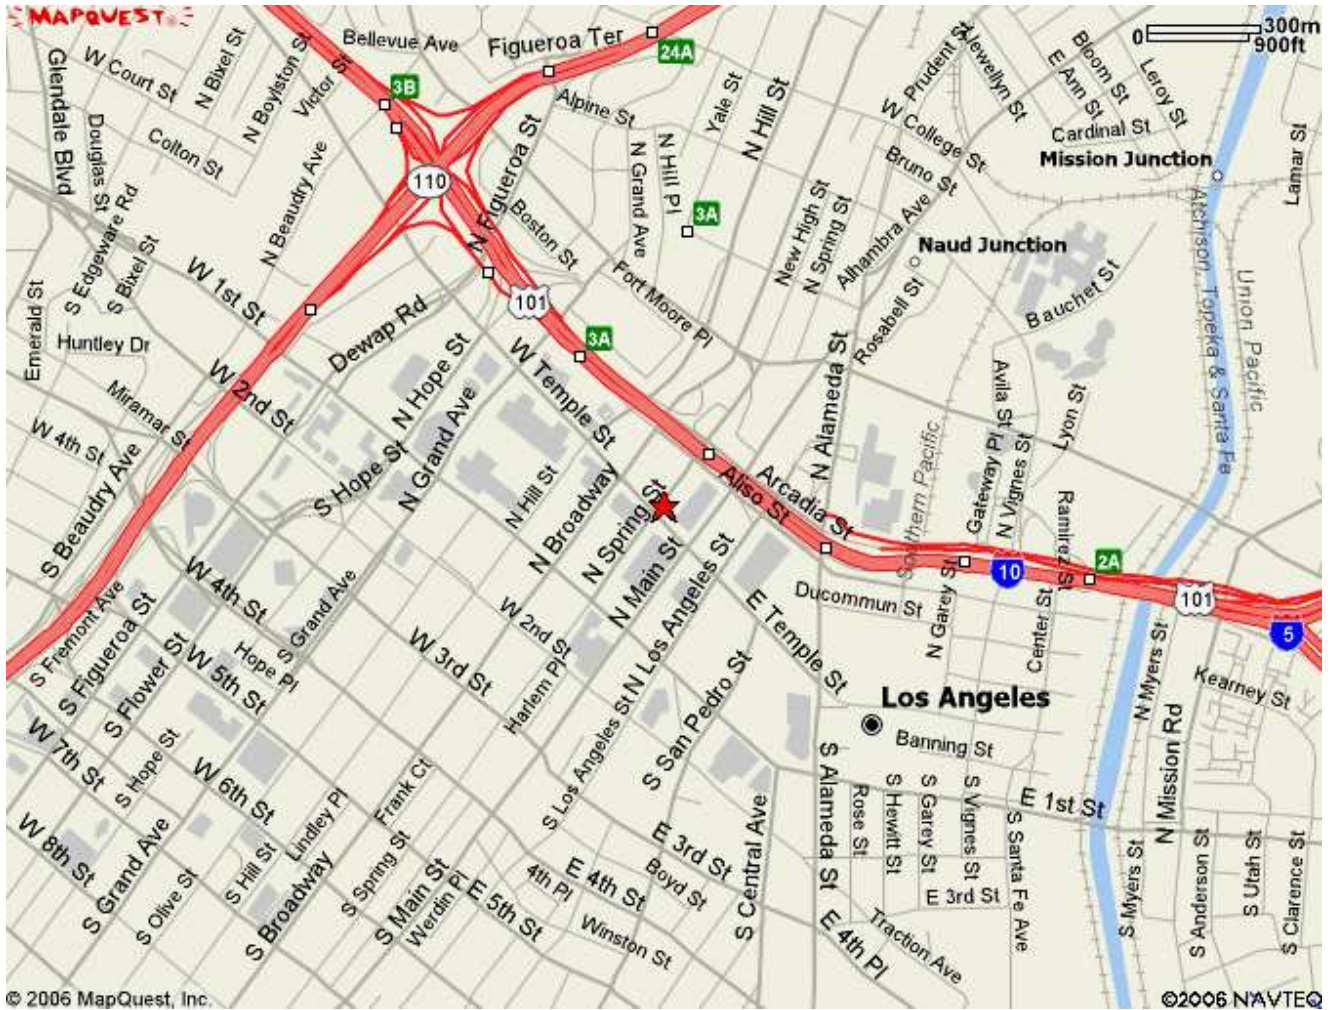 MAPQUEST
300m
0
900ft
Bellevue Ave
Figueroa Ter
24A
W Court St
N Bixel St
N Boylston St
Victor St
3B
Glendale Blvd
Douglas St
Colton St
Alpine St
Yale St
N Hill St
Prudent St
Llewellyn St
Bloom St
E Ann St
Leroy St
W College St
Cardinal St
Mission Junction
Lamar St
Bruno St
110
N Figueroa St
N Grand Ave
N Hill Pl
3A
N Beaudry Ave
S Edgeware Rd
S Bixel St
Boston St
New High St
N Spring St
Alhambra Ave
Naud Junction
Atchison, Topeka & Santa Fe
Union Pacific
W 1st St
Emerald St
Huntley Dr
Dewap Rd
101
Fort Moore Pl
Rosabell St
Bauchet St
3A
W 2nd St
Miramar St
W 4th St
N Hope St
W Temple St
N Alameda St
Avila St
Lyon St
S Beaudry Ave
S Hope St
N Grand Ave
N Hill St
N Broadway
N Spring St
Aliso St
Arcadia St
Southern Pacific
Gateway Pl
N Vignes St
Ramirez St
2A
10
101
5
S Fremont Ave
S Figueroa St
S Flower St
W 4th St
S Grand Ave
Hope Pl
W 5th St
W 3rd St
W 2nd St
Harlem Pl
N Main St
N Los Angeles St
E Temple St
Ducommun St
N Garey St
Center St
N Myers St
Kearney St
Los Angeles
S San Pedro St
S Los Angeles St
Banning St
N Mission Rd
W 7th St
S Hope St
W 6th St
Lindley Pl
Frank Ct
S Alameda St
Rose St
S Hewitt St
S Garey St
S Vignes St
S Santa Fe Ave
E 1st St
W 8th St
S Grand Ave
S Olive St
S Hill St
S Broadway
S Spring St
S Main St
Werdin Pl
E 5th St
4th Pl
E 4th St
Winston St
Boyd St
E 3rd St
S Central Ave
E 4th Pl
Traction Ave
E 3rd St
S Myers St
S Anderson St
S Utah St
S Clarence St
© 2006 MapQuest, Inc.
©2006 NAVTEQ